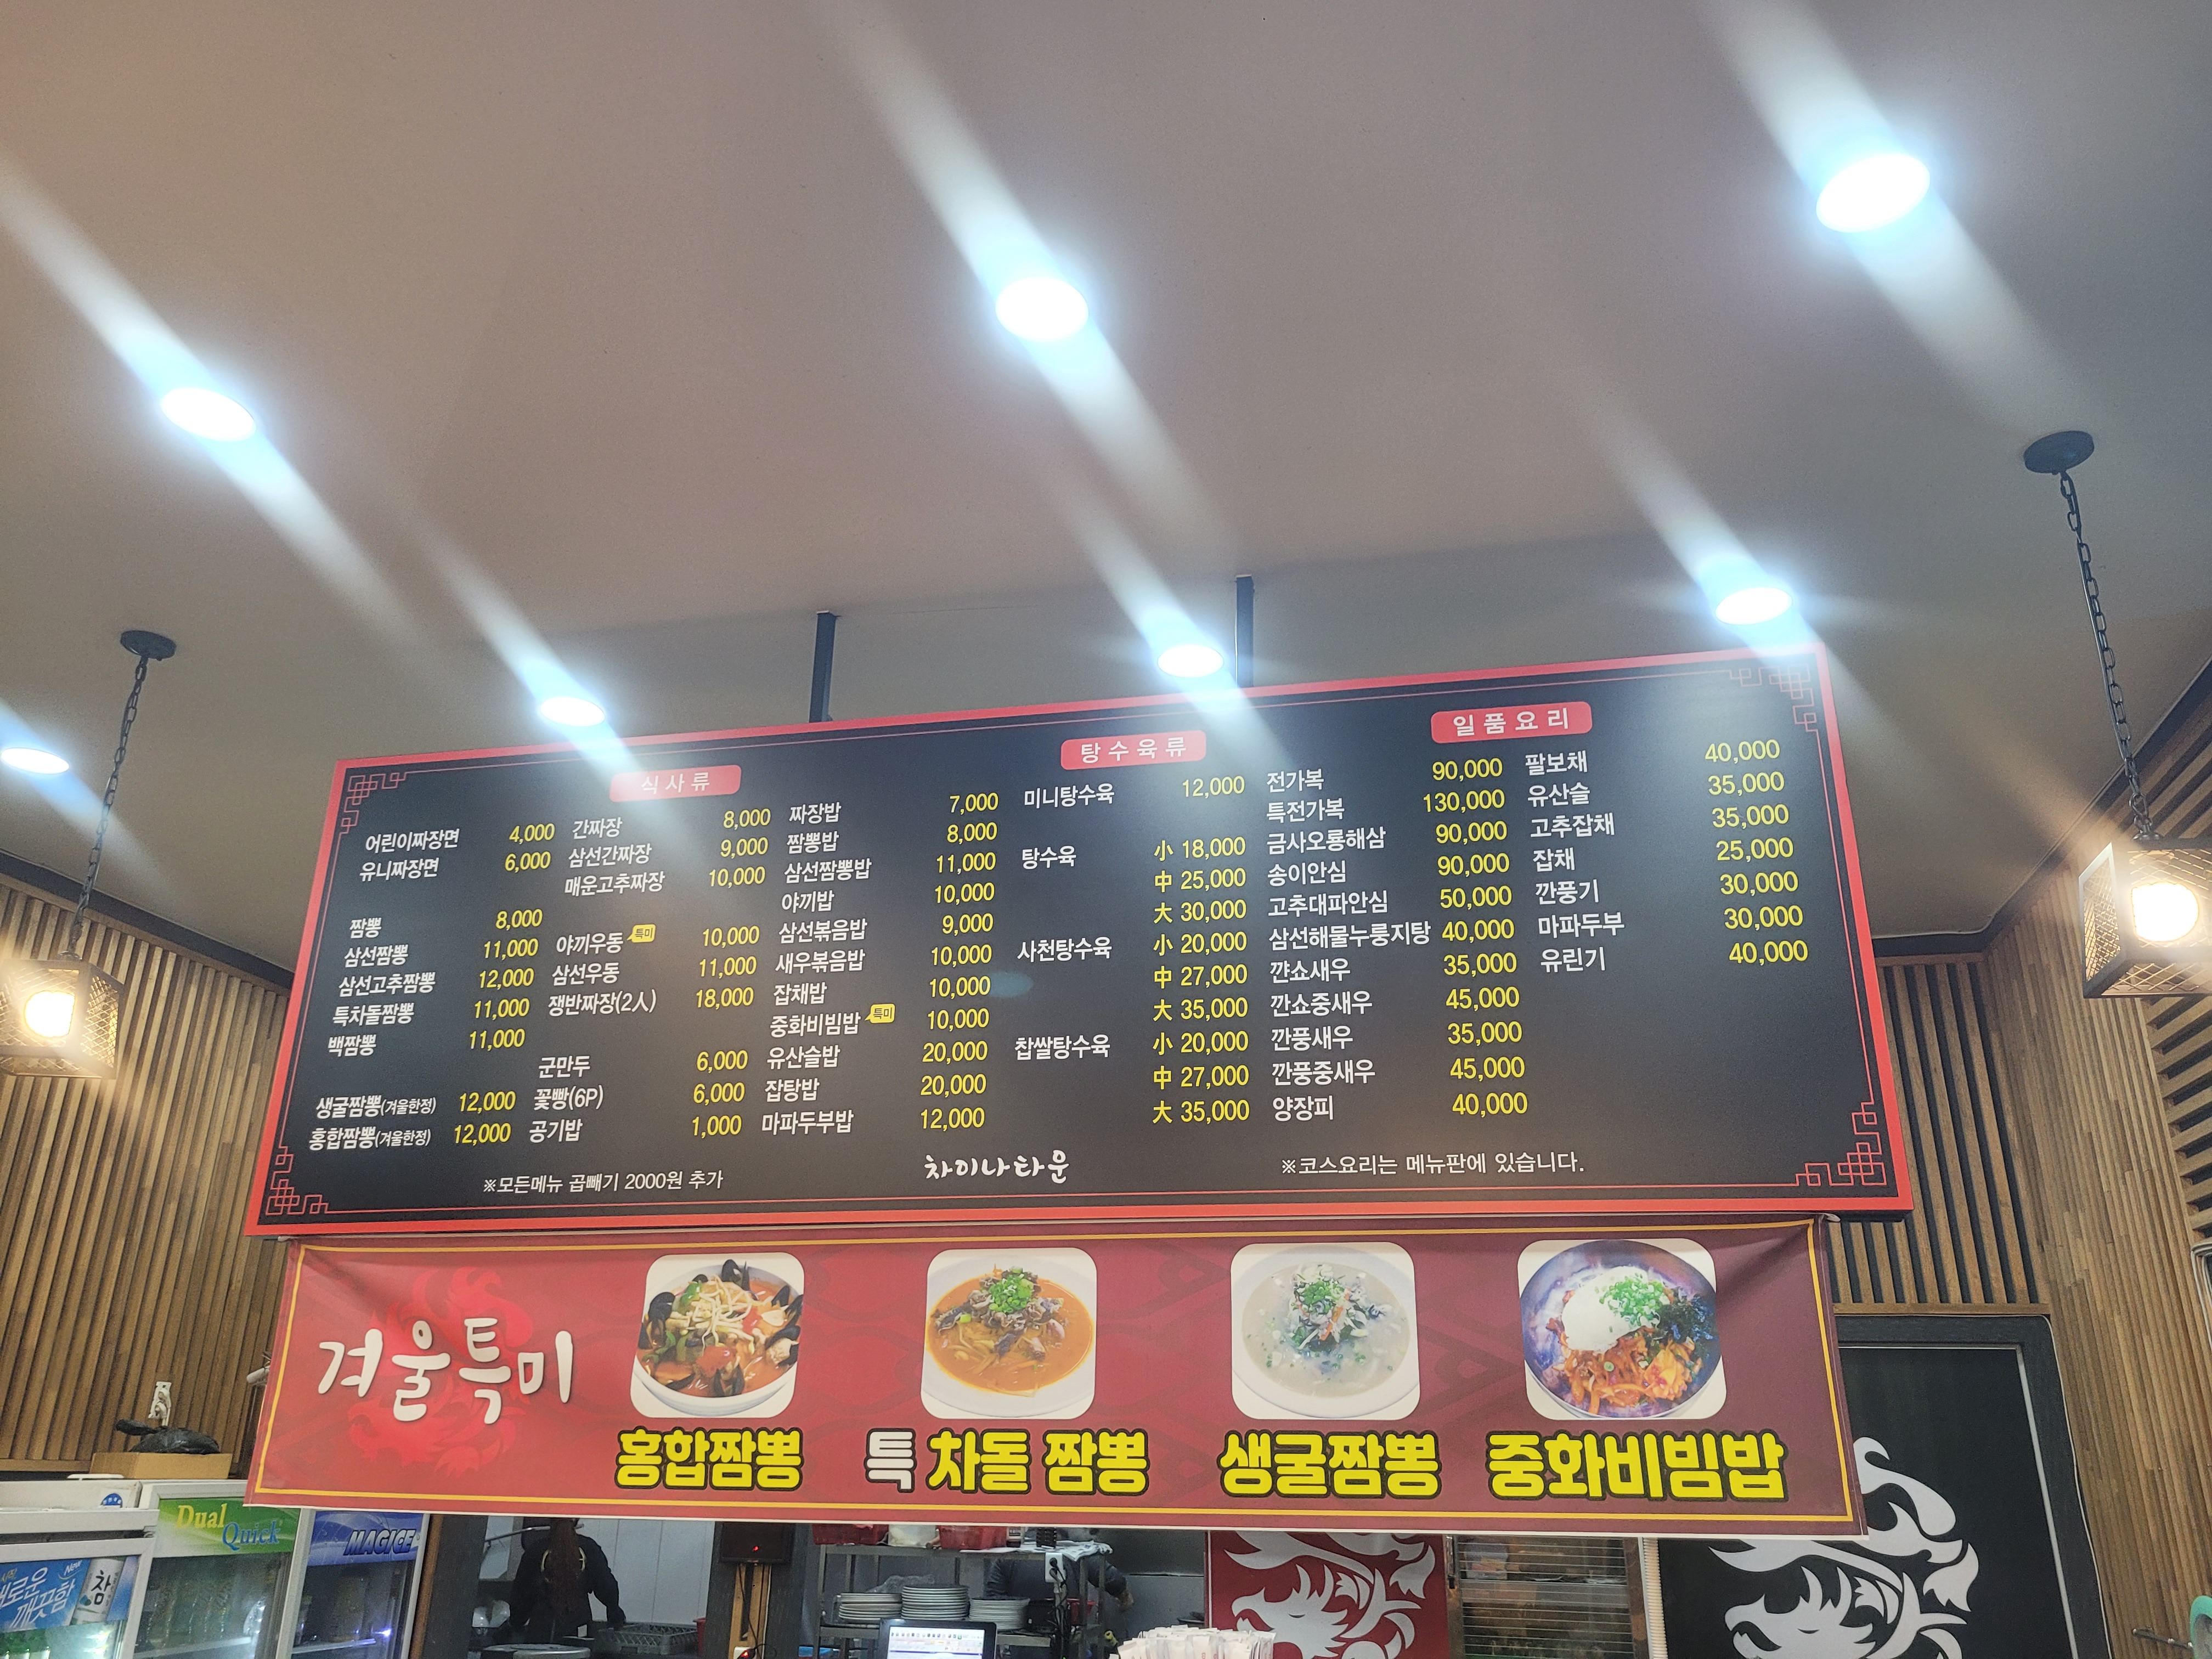 식사류
어린이짜장면 4,000
유니짜장면 6,000
짬뽕 8,000
삼선짬뽕 11,000
삼선고추짬뽕 12,000
특차돌짬뽕 11,000
백짬뽕 11,000
생굴짬뽕(겨울한정) 12,000
홍합짬뽕(겨울한정) 12,000
간짜장 8,000
삼선간짜장 9,000
매운고추짜장 10,000
야끼우동 특미 10,000
삼선우동 11,000
쟁반짜장(2人) 18,000
군만두 6,000
꽃빵(6P) 6,000
공기밥 1,000
짜장밥 7,000
짬뽕밥 8,000
삼선짬뽕밥 11,000
야끼밥 10,000
삼선볶음밥 9,000
새우볶음밥 10,000
잡채밥 10,000
중화비빔밥 특미 10,000
유산슬밥 20,000
잡탕밥 20,000
마파두부밥 12,000
탕수육류
미니탕수육 12,000
탕수육 小 18,000
中 25,000
大 30,000
사천탕수육 小 20,000
中 27,000
大 35,000
찹쌀탕수육 小 20,000
中 27,000
大 35,000
일품요리
전가복 90,000
특전가복 130,000
금사오룡해삼 90,000
송이안심 90,000
고추대파안심 50,000
삼선해물누룽지탕 40,000
깐쇼새우 35,000
깐쇼중새우 45,000
깐풍새우 35,000
깐풍중새우 45,000
양장피 40,000
팔보채 40,000
유산슬 35,000
고추잡채 35,000
잡채 25,000
깐풍기 30,000
마파두부 30,000
유린기 40,000
※모든메뉴 곱빼기 2000원 추가
차이나타운
※코스요리는 메뉴판에 있습니다.
겨울특미
홍합짬뽕
특 차돌 짬뽕
생굴짬뽕
중화비빔밥
Dual
Quick
MAGICE
New
깨끗함
참